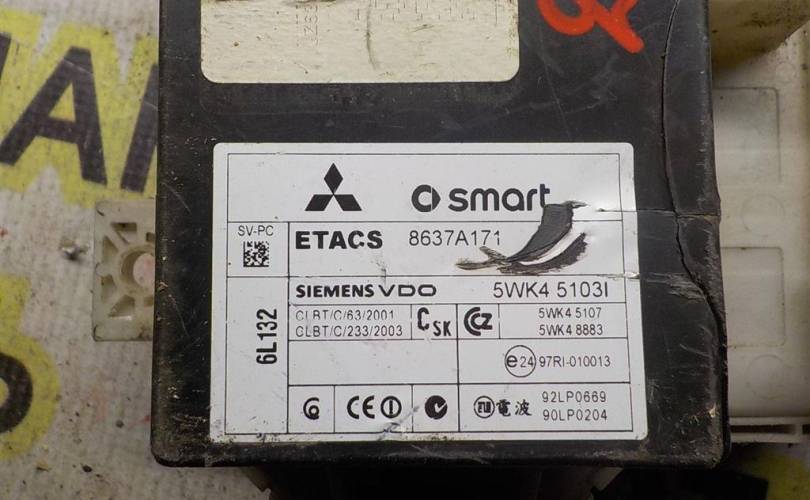 smart
SV-PC
ETACS 8637A171
SIEMENS VDO 5WK4 5103I
6L132
CLBT/C/63/2001
CLBT/C/233/2003
CSK
5WK4 5107
5WK4 8883
e24 97RI-010013
CE
電波
92LP0669
90LP0204